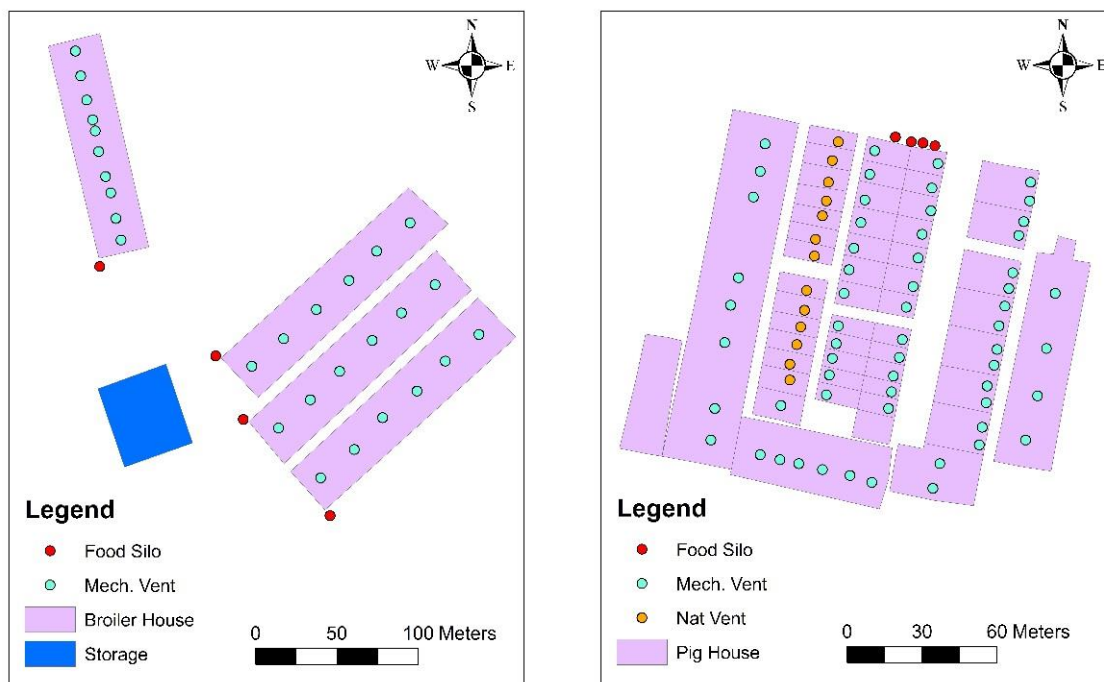 N
W E
S
Legend
Food Silo
Mech. Vent
Broiler House
Storage
0 50 100 Meters
N
W E
S
Legend
Food Silo
Mech. Vent
Nat Vent
Pig House
0 30 60 Meters